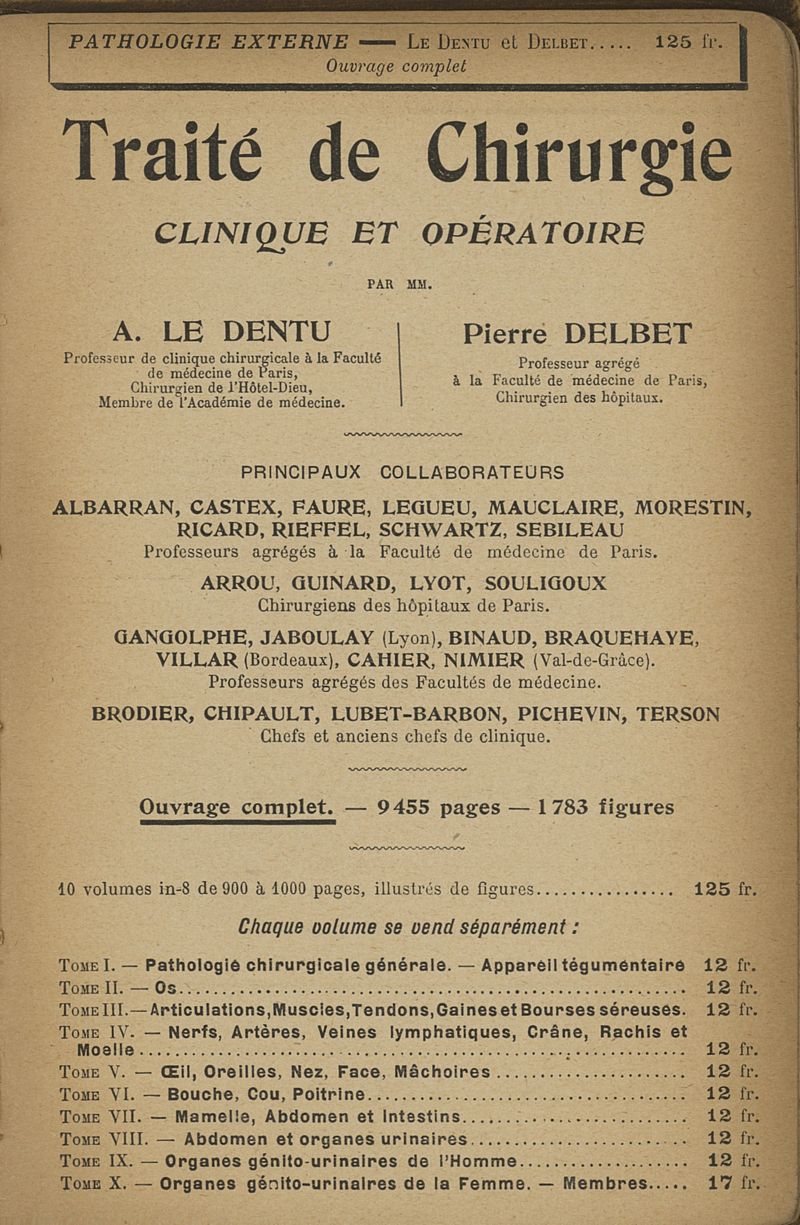 PATHOLOGIE EXTERNE — LE DENTU et DELBET..... 125 fr.
Ouvrage complet
Traité de Chirurgie
CLINIQUE ET OPÉRATOIRE
PAR MM.
A. LE DENTU
Professeur de clinique chirurgicale à la Faculté
de médecine de Paris,
Chirurgien de l'Hôtel-Dieu,
Membre de l'Académie de médecine.
Pierre DELBET
Professeur agrégé
à la Faculté de médecine de Paris,
Chirurgien des hôpitaux.
PRINCIPAUX COLLABORATEURS
ALBARRAN, CASTEX, FAURE, LEGUEU, MAUCLAIRE, MORESTIN,
RICARD, RIEFFEL, SCHWARTZ, SEBILEAU
Professeurs agrégés à la Faculté de médecine de Paris.
ARROU, GUINARD, LYOT, SOULIGOUX
Chirurgiens des hôpitaux de Paris.
GANGOLPHE, JABOULAY (Lyon), BINAUD, BRAQUEHAYE,
VILLAR (Bordeaux), CAHIER, NIMIER (Val-de-Grâce).
Professeurs agrégés des Facultés de médecine.
BRODIER, CHIPAULT, LUBET-BARBON, PICHEVIN, TERSON
Chefs et anciens chefs de clinique.
Ouvrage complet. — 9455 pages — 1783 figures
10 volumes in-8 de 900 à 1000 pages, illustrés de figures................ 125 fr.
Chaque volume se vend séparément :
TOME I. — Pathologie chirurgicale générale. — Appareil tégumentaire 12 fr.
TOME II. — Os............................................................ 12 fr.
TOME III.—Articulations, Muscles, Tendons, Gaines et Bourses séreuses. 12 fr.
TOME IV. — Nerfs, Artères, Veines lymphatiques, Crâne, Rachis et
Moelle................................................................ 12 fr.
TOME V. — Œil, Oreilles, Nez, Face, Mâchoires...................... 12 fr.
TOME VI. — Bouche, Cou, Poitrine.................................... 12 fr.
TOME VII. — Mamelle, Abdomen et Intestins.......................... 12 fr.
TOME VIII. — Abdomen et organes urinaires......................... 12 fr.
TOME IX. — Organes génito-urinaires de l'Homme.................... 12 fr.
TOME X. — Organes génito-urinaires de la Femme. — Membres..... 17 fr.